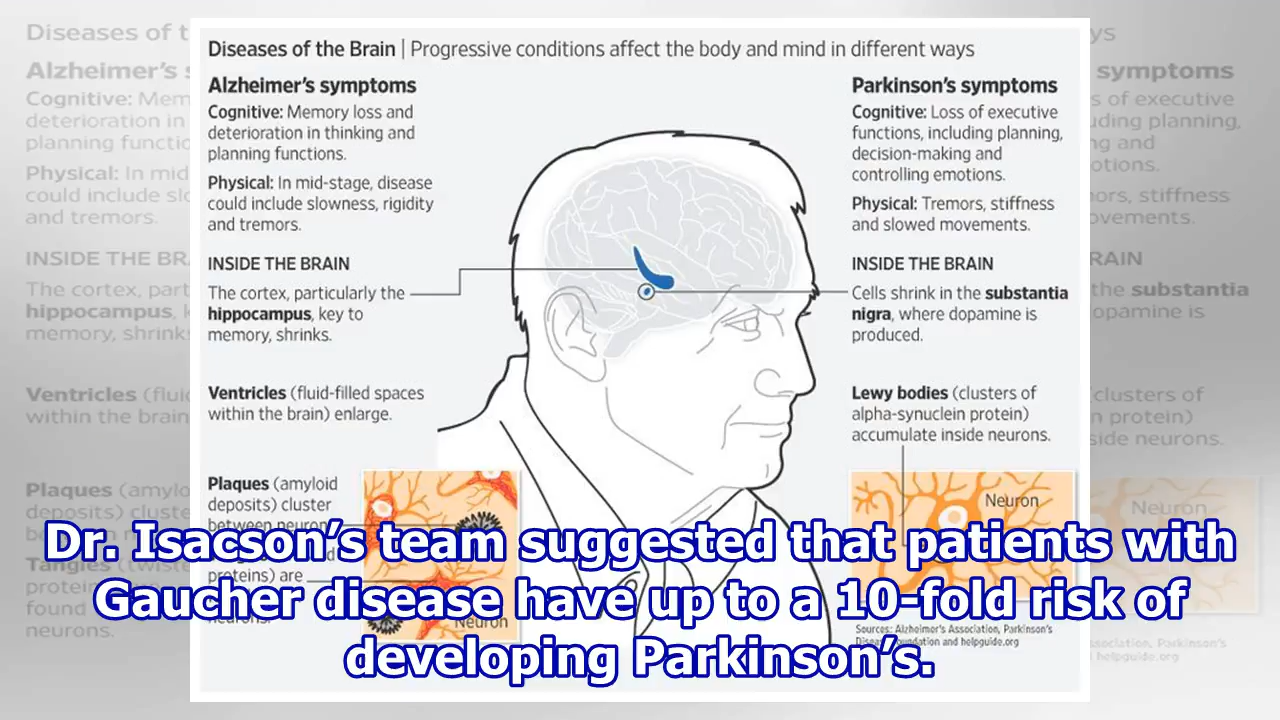 Diseases of the Brain | Progressive conditions affect the body and mind in different ways
Alzheimer's symptoms
Cognitive: Memory loss and
deterioration in thinking and
planning functions.
Physical: In mid-stage, disease
could include slowness, rigidity
and tremors.
INSIDE THE BRAIN
The cortex, particularly the
hippocampus, key to
memory, shrinks.
Ventricles (fluid-filled spaces
within the brain) enlarge.
Plaques (amyloid
deposits) cluster
between neuron
proteins) are
neurons.
Neuron
Parkinson's symptoms
Cognitive: Loss of executive
functions, including planning,
decision-making and
controlling emotions.
Physical: Tremors, stiffness
and slowed movements.
INSIDE THE BRAIN
Cells shrink in the substantia
nigra, where dopamine is
produced.
Lewy bodies (clusters of
alpha-synuclein protein)
accumulate inside neurons.
Neuron
Sources: Alzheimer's Association, Parkinson's
Disease Foundation and helpguide.org
Dr. Isacson's team suggested that patients with
Gaucher disease have up to a 10-fold risk of
developing Parkinson's.